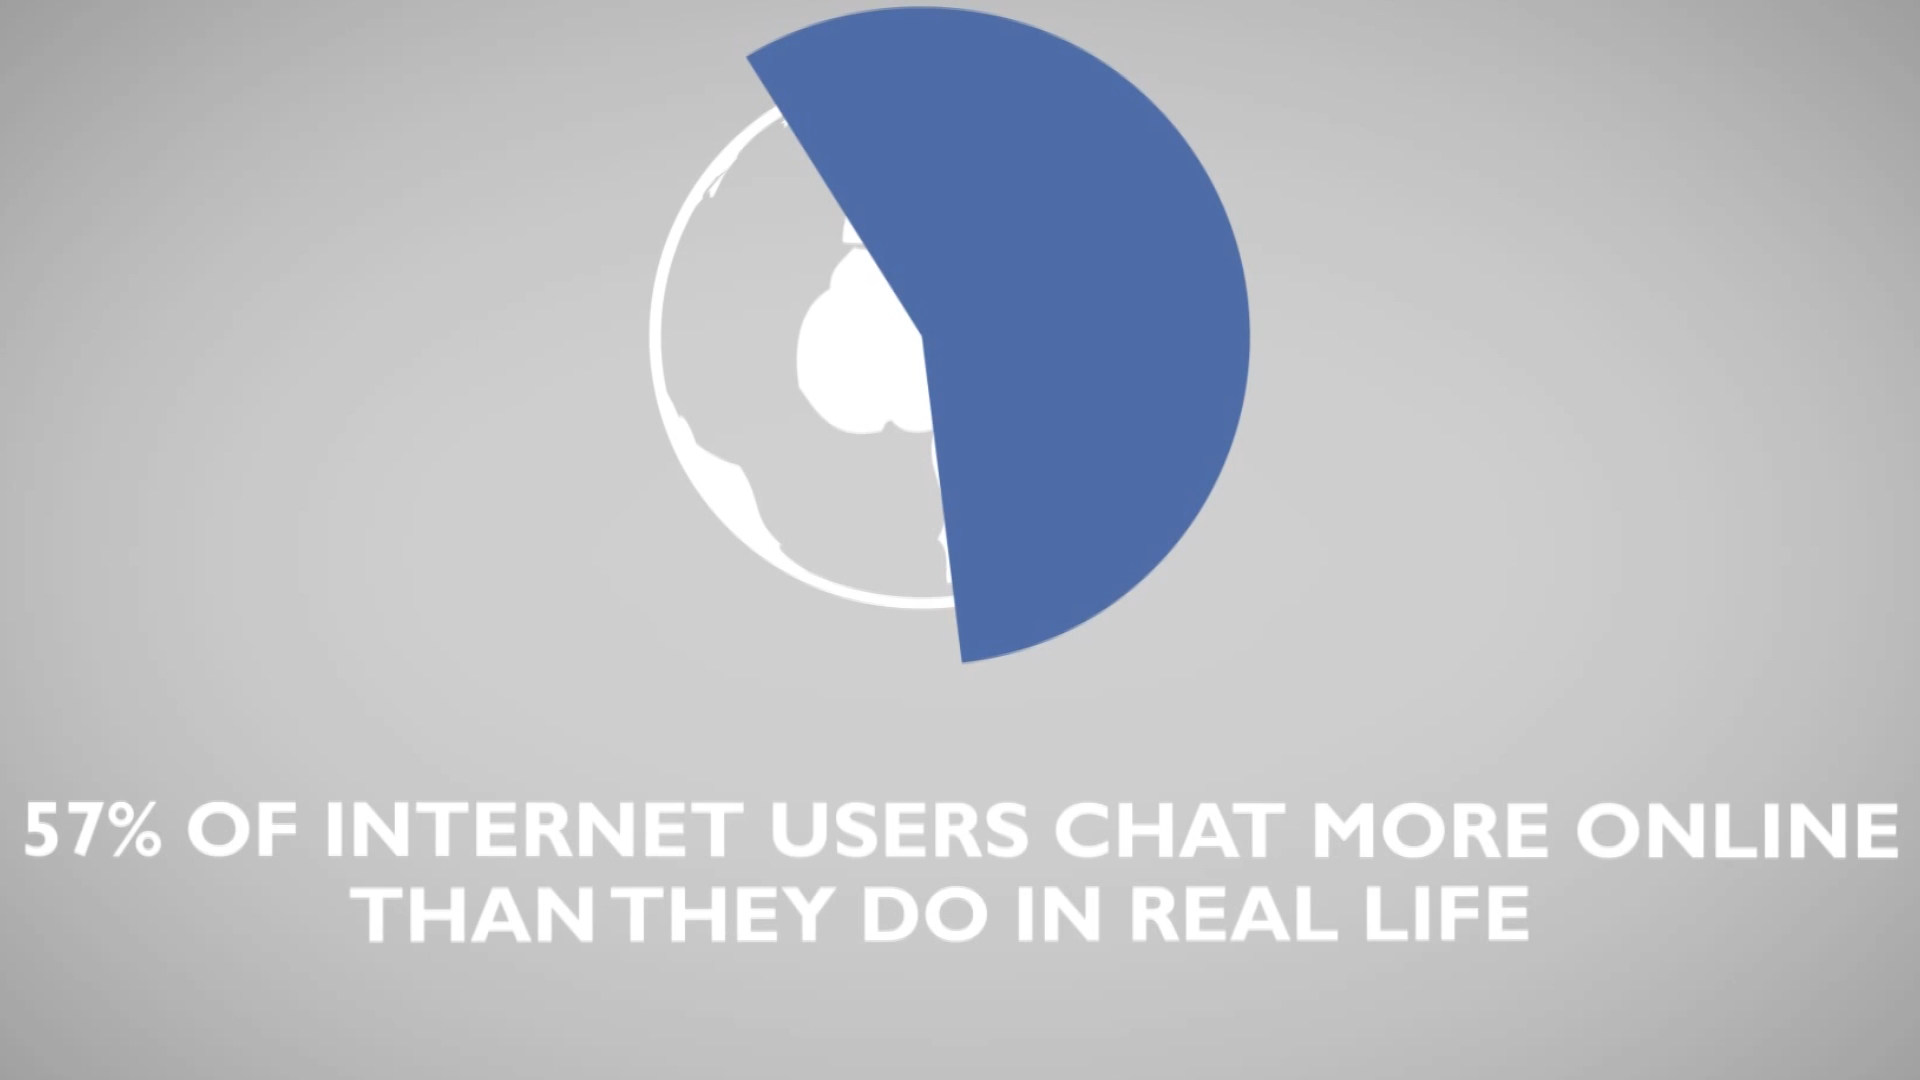 57% OF INTERNET USERS CHAT MORE ONLINE
THAN THEY DO IN REAL LIFE